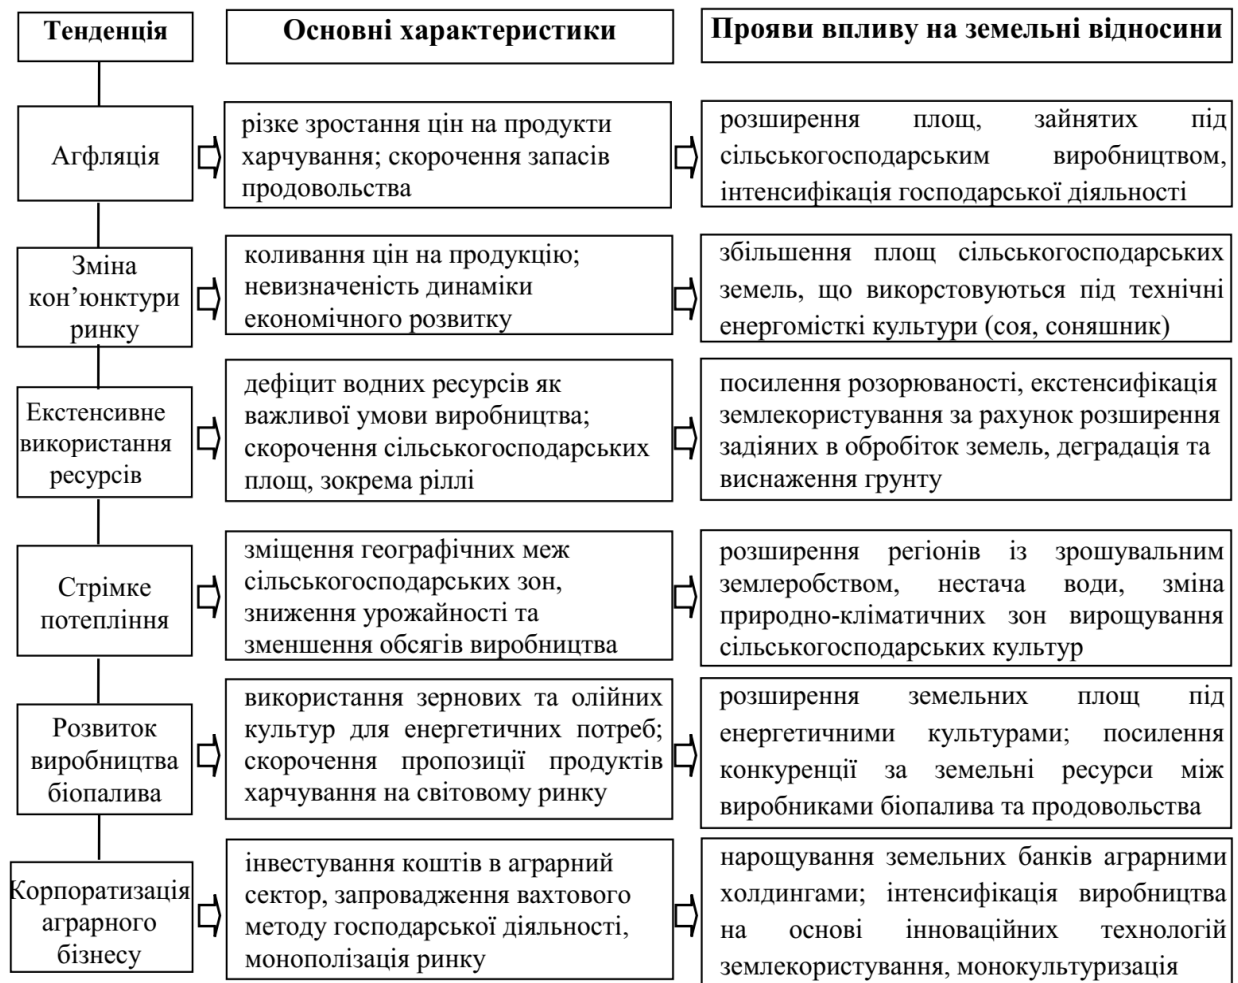 Тенденція
Основні характеристики
Прояви впливу на земельні відносини
Агфляція
різке зростання цін на продукти
харчування; скорочення запасів
продовольства
розширення площ, зайнятих під
сільськогосподарським виробництвом,
інтенсифікація господарської діяльності
Зміна
кон’юнктури
ринку
коливання цін на продукцію;
невизначеність динаміки
економічного розвитку
збільшення площ сільськогосподарських
земель, що викорстовуються під технічні
енергомісткі культури (соя, соняшник)
Екстенсивне
використання
ресурсів
дефіцит водних ресурсів як
важливої умови виробництва;
скорочення сільськогосподарських
площ, зокрема ріллі
посилення розорюваності, екстенсифікація
землекористування за рахунок розширення
задіяних в обробіток земель, деградація та
виснаження грунту
Стрімке
потепління
зміщення географічних меж
сільськогосподарських зон,
зниження урожайності та
зменшення обсягів виробництва
розширення регіонів із зрошувальним
землеробством, нестача води, зміна
природно-кліматичних зон вирощування
сільськогосподарських культур
Розвиток
виробництва
біопалива
використання зернових та олійних
культур для енергетичних потреб;
скорочення пропозиції продуктів
харчування на світовому ринку
розширення земельних площ під
енергетичними культурами; посилення
конкуренції за земельні ресурси між
виробниками біопалива та продовольства
Корпоратизація
аграрного
бізнесу
інвестування коштів в аграрний
сектор, запровадження вахтового
методу господарської діяльності,
монополізація ринку
нарощування земельних банків аграрними
холдингами; інтенсифікація виробництва
на основі інноваційних технологій
землекористування, монокультуризація